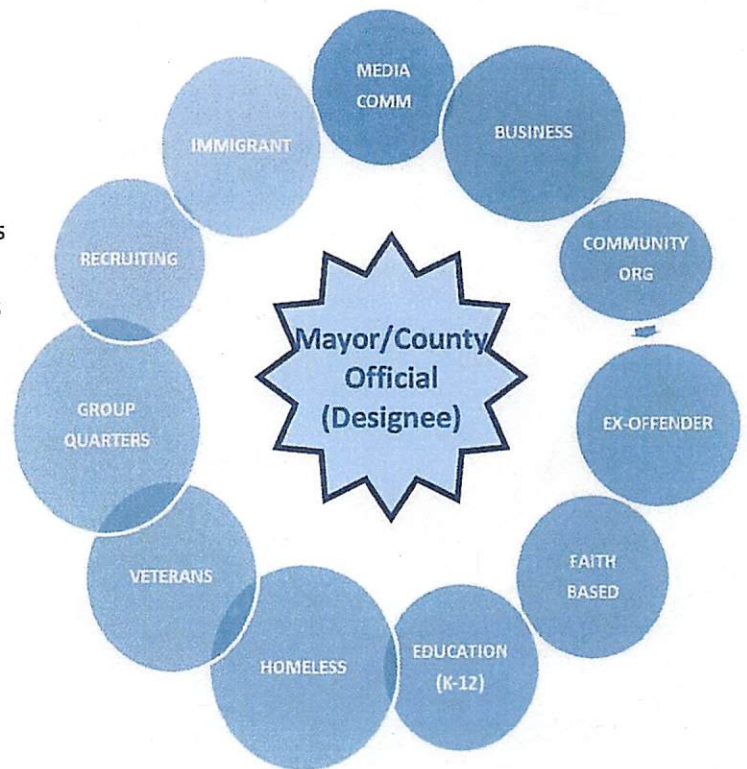 MEDIA
COMM
BUSINESS
IMMIGRANT
COMMUNITY
ORG
RECRUITING
Mayor/County
Official
(Designee)
GROUP
QUARTERS
EX-OFFENDER
FAITH
BASED
VETERANS
HOMELESS
EDUCATION
(K-12)